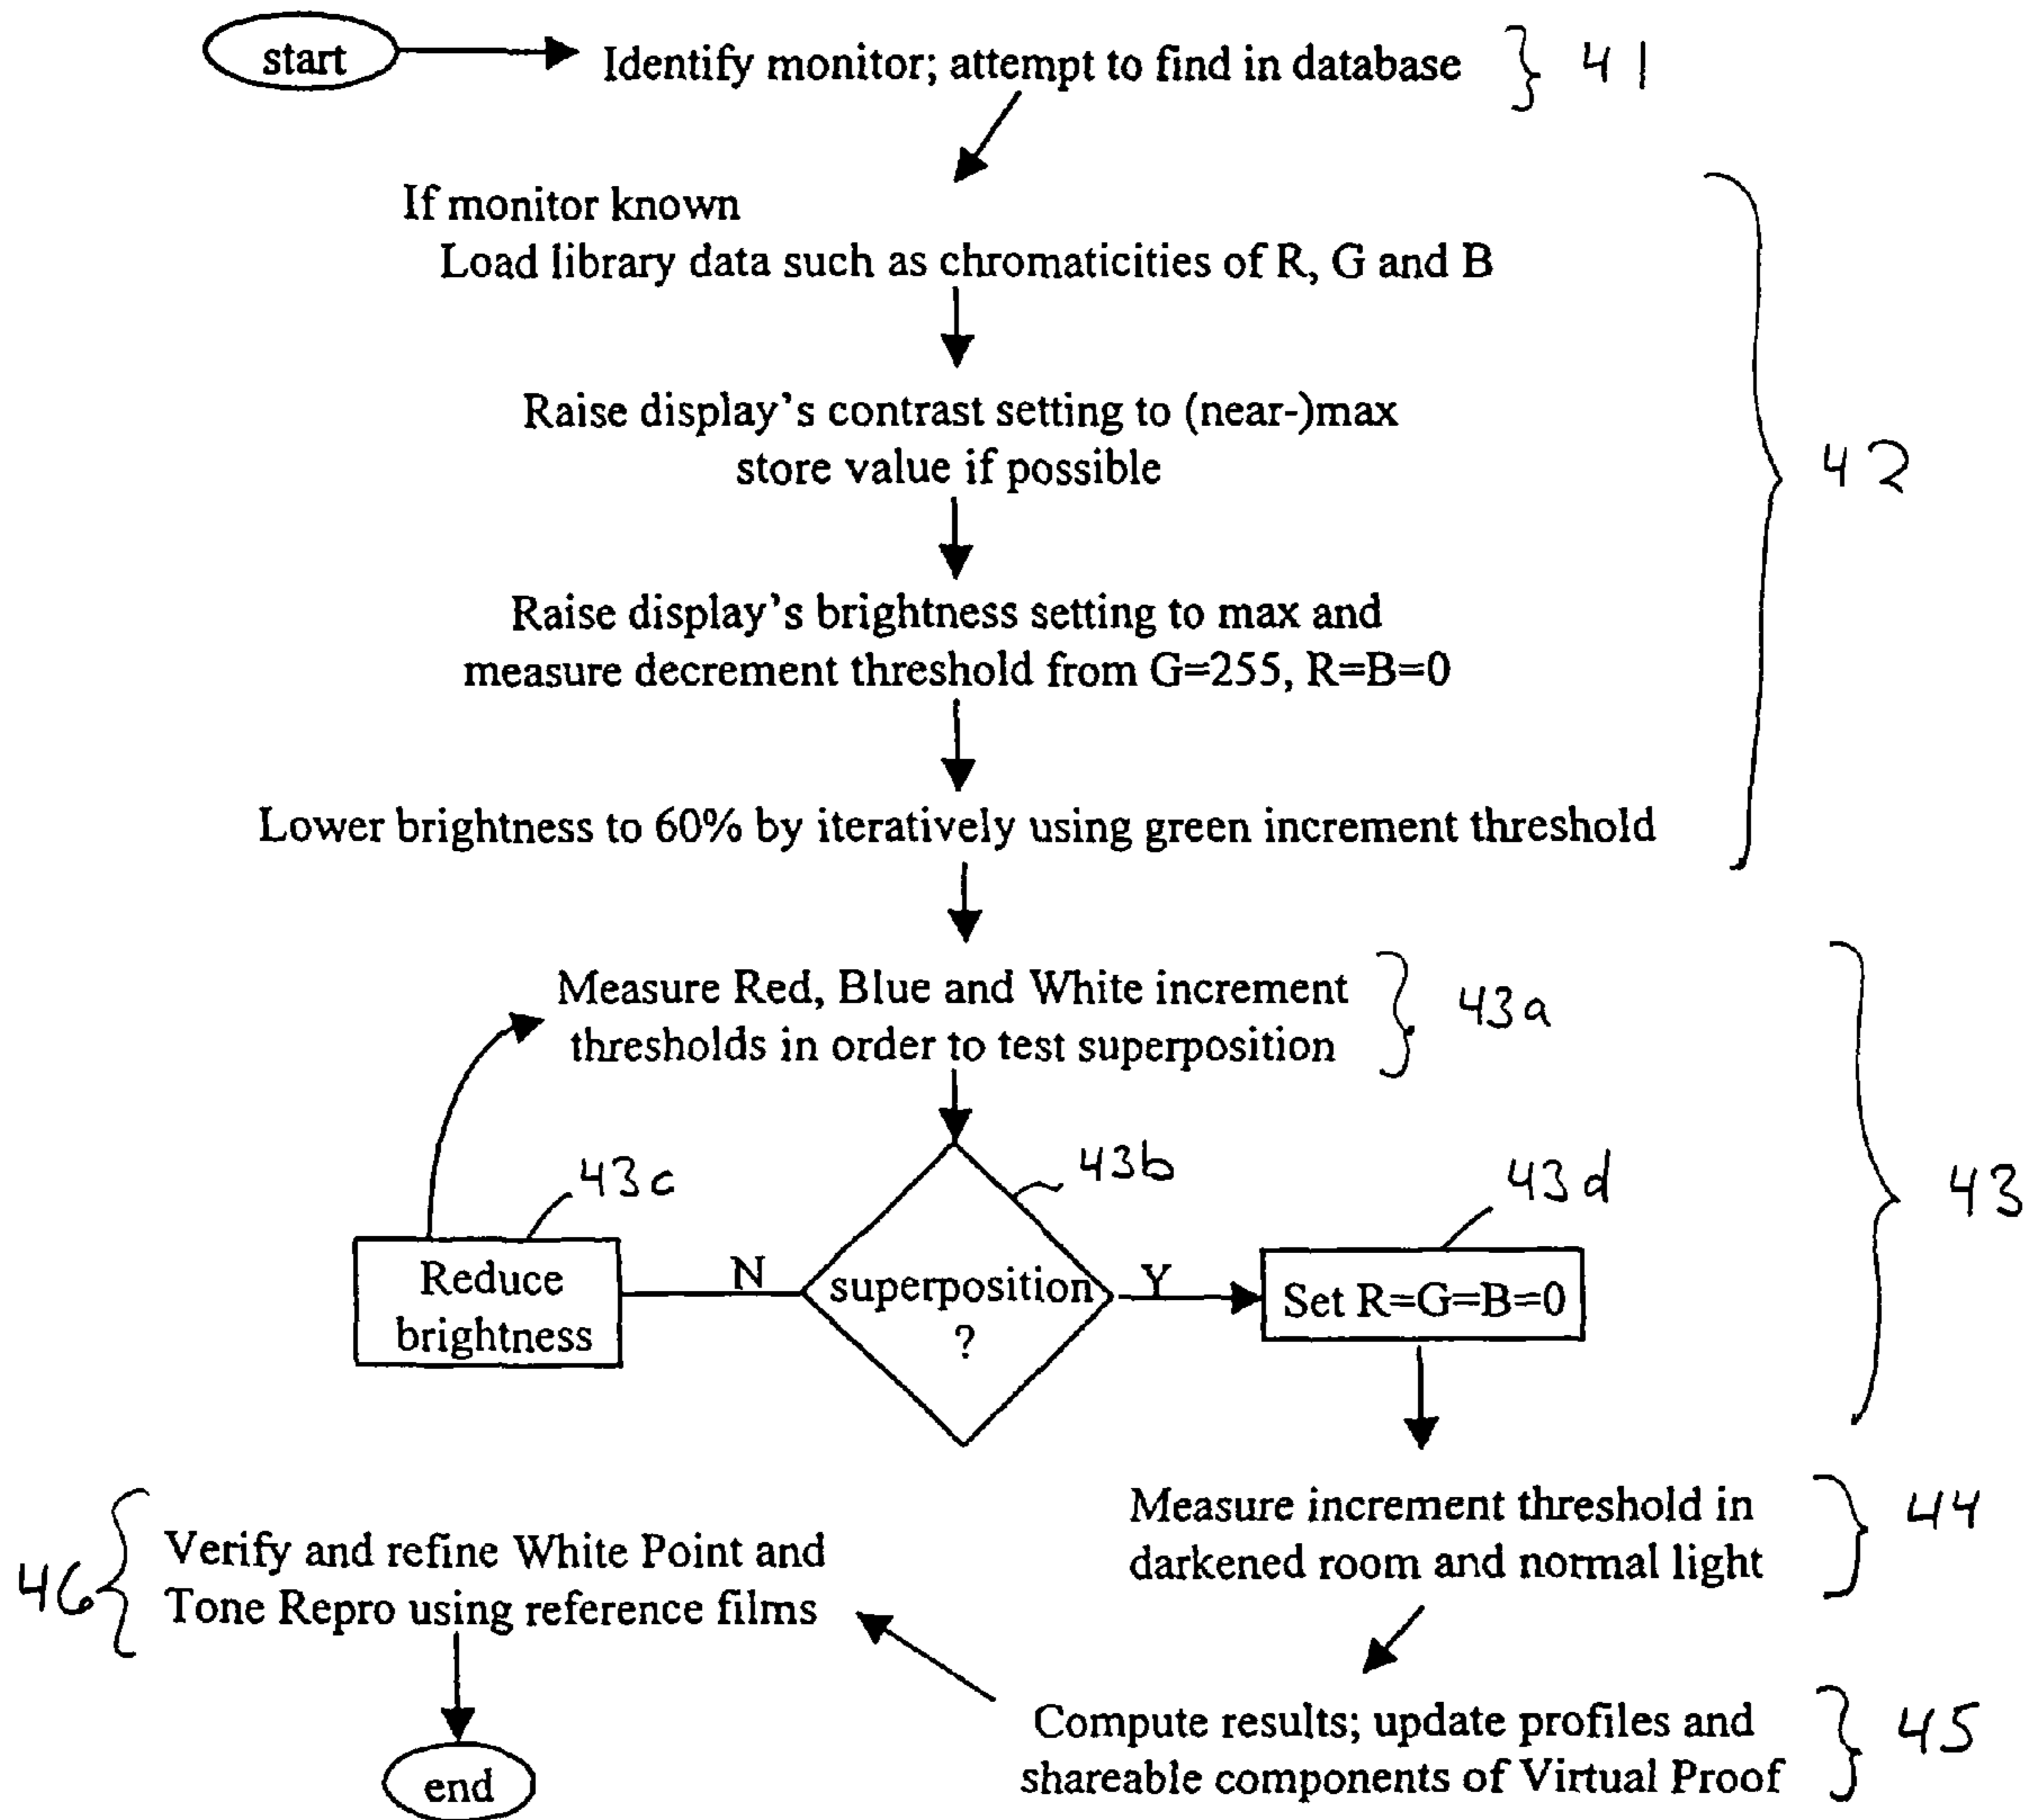 start
Identify monitor; attempt to find in database
41
If monitor known
Load library data such as chromaticities of R, G and B
Raise display's contrast setting to (near-)max
store value if possible
42
Raise display's brightness setting to max and
measure decrement threshold from G=255, R=B=0
Lower brightness to 60% by iteratively using green increment threshold
Measure Red, Blue and White increment
thresholds in order to test superposition
43a
43b
43c
43d
43
Reduce
brightness
N
superposition
?
Y
Set R=G=B=0
Measure increment threshold in
darkened room and normal light
44
46
Verify and refine White Point and
Tone Repro using reference films
Compute results; update profiles and
shareable components of Virtual Proof
45
end